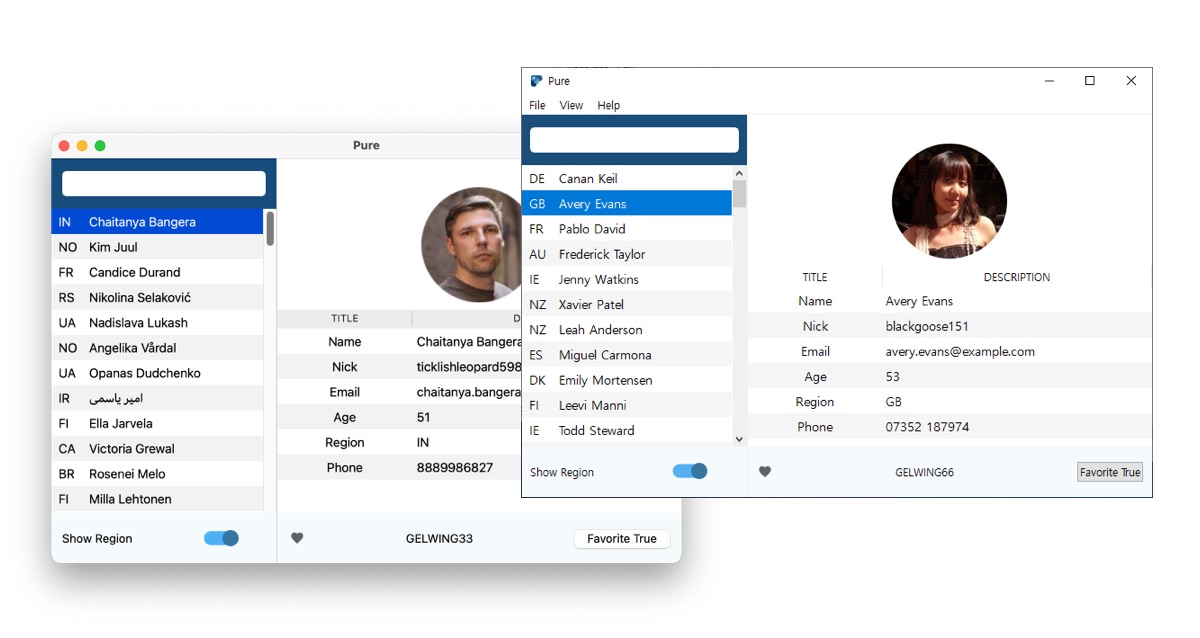 Pure
IN Chaitanya Bangera
NO Kim Juul
FR Candice Durand
RS Nikolina Selaković
UA Nadislava Lukash
NO Angelika Vårdal
UA Opanas Dudchenko
IR امیر یاسمی
FI Ella Jarvela
CA Victoria Grewal
BR Rosenei Melo
FI Milla Lehtonen
Show Region
TITLE D
Name Chaitanya Bangera
Nick ticklishleopard598
Email chaitanya.bangera
Age 51
Region IN
Phone 8889986827
GELWING33
Favorite True
Pure
File View Help
DE Canan Keil
GB Avery Evans
FR Pablo David
AU Frederick Taylor
IE Jenny Watkins
NZ Xavier Patel
NZ Leah Anderson
ES Miguel Carmona
DK Emily Mortensen
FI Leevi Manni
IE Todd Steward
Show Region
TITLE DESCRIPTION
Name Avery Evans
Nick blackgoose151
Email avery.evans@example.com
Age 53
Region GB
Phone 07352 187974
GELWING66
Favorite True